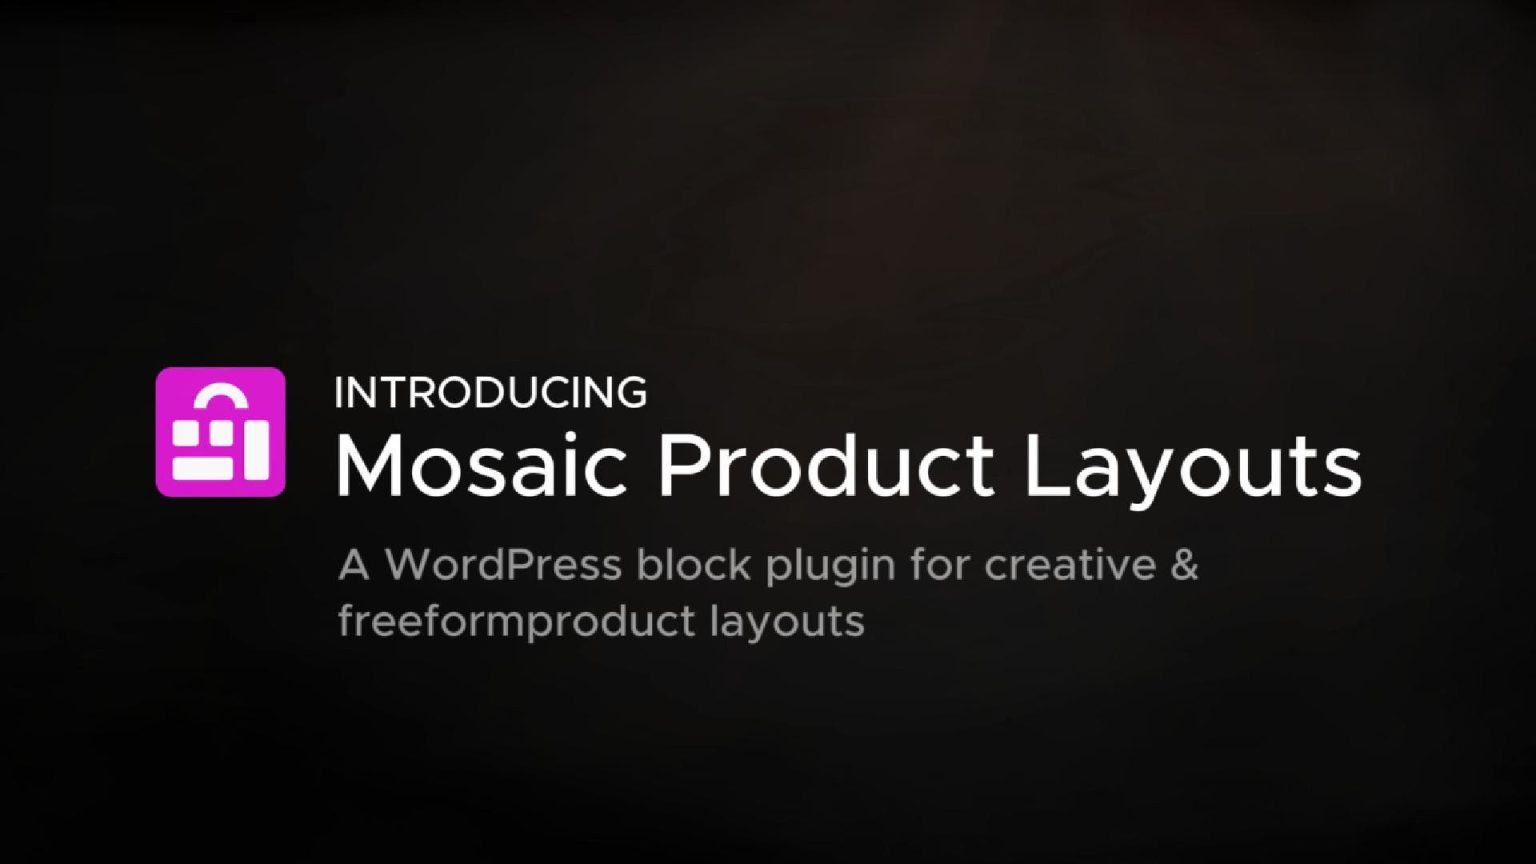 INTRODUCING
Mosaic Product Layouts
A WordPress block plugin for creative &
freeformproduct layouts